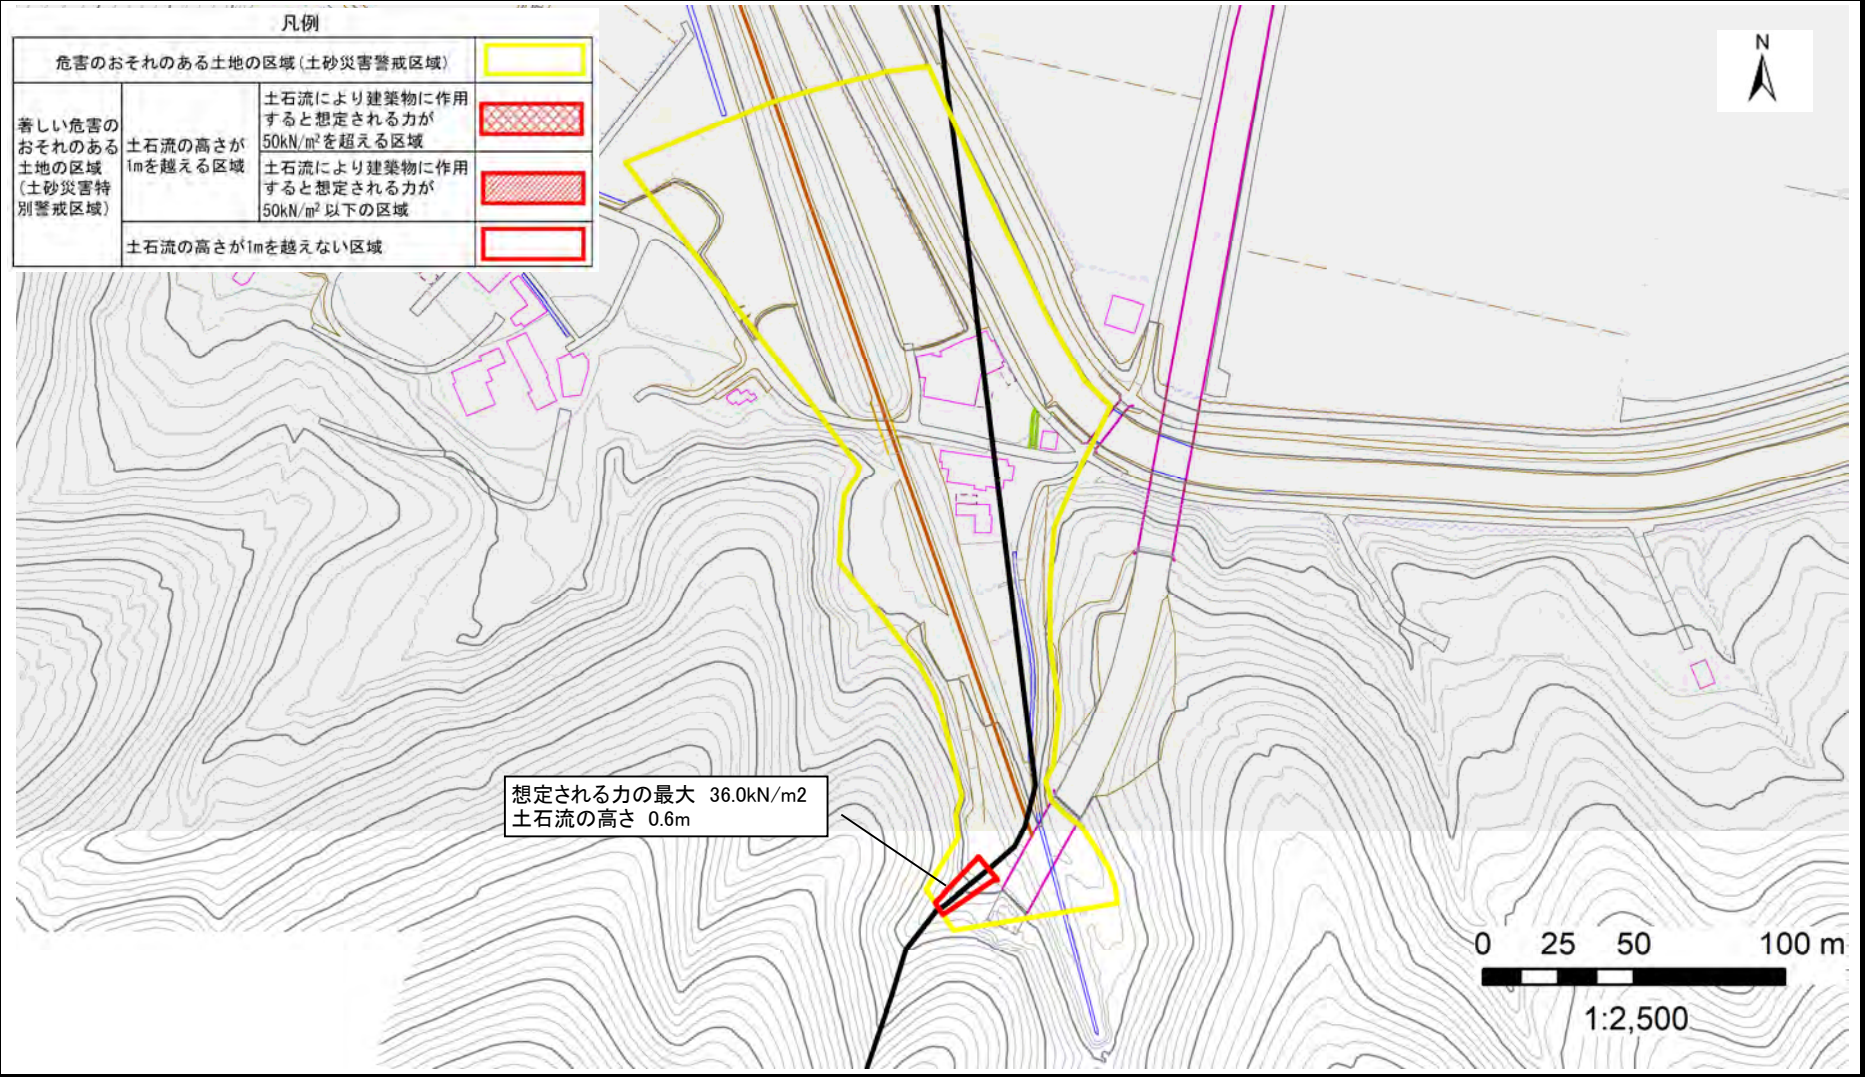 凡例
危害のおそれのある土地の区域(土砂災害警戒区域)
著しい危害の
おそれのある
土地の区域
(土砂災害特
別警戒区域)
土石流の高さが
1mを越える区域
土石流により建築物に作用
すると想定される力が
50kN/m²を超える区域
土石流により建築物に作用
すると想定される力が
50kN/m²以下の区域
土石流の高さが1mを越えない区域
N
想定される力の最大 36.0kN/m2
土石流の高さ 0.6m
0 25 50 100 m
1:2,500